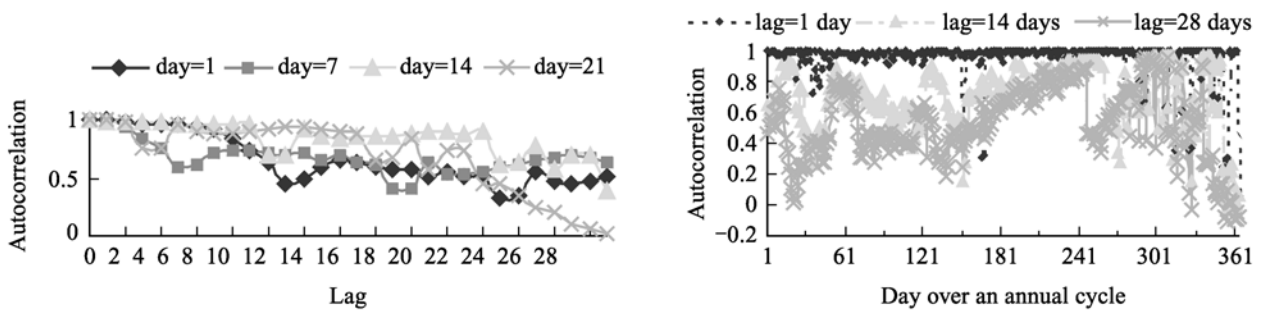 day=1 day=7 day=14 day=21
Autocorrelation
1
0.5
0
0 2 4 6 8 10 12 14 16 18 20 22 24 26 28
Lag
lag=1 day lag=14 days lag=28 days
Autocorrelation
1
0.8
0.6
0.4
0.2
0
−0.2
1 61 121 181 241 301 361
Day over an annual cycle